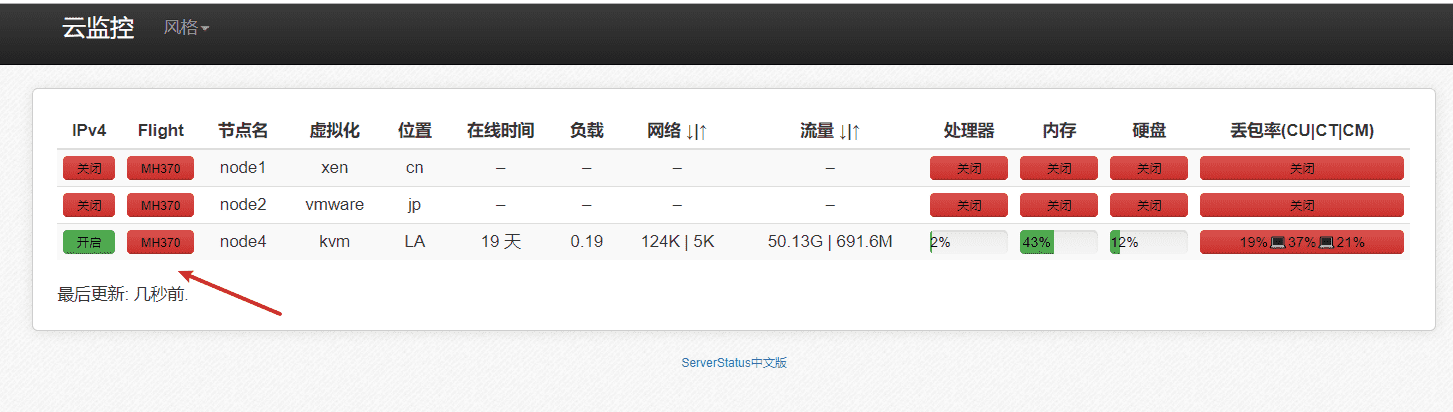 云监控 风格
IPv4 Flight 节点名 虚拟化 位置 在线时间 负载 网络 ↓|↑ 流量 ↓|↑ 处理器 内存 硬盘 丢包率(CU|CT|CM)
关闭 MH370 node1 xen cn – – – – 关闭 关闭 关闭 关闭
关闭 MH370 node2 vmware jp – – – – 关闭 关闭 关闭 关闭
开启 MH370 node4 kvm LA 19 天 0.19 124K | 5K 50.13G | 691.6M 2% 43% 12% 19%💻37%💻21%
最后更新: 几秒前.
ServerStatus中文版